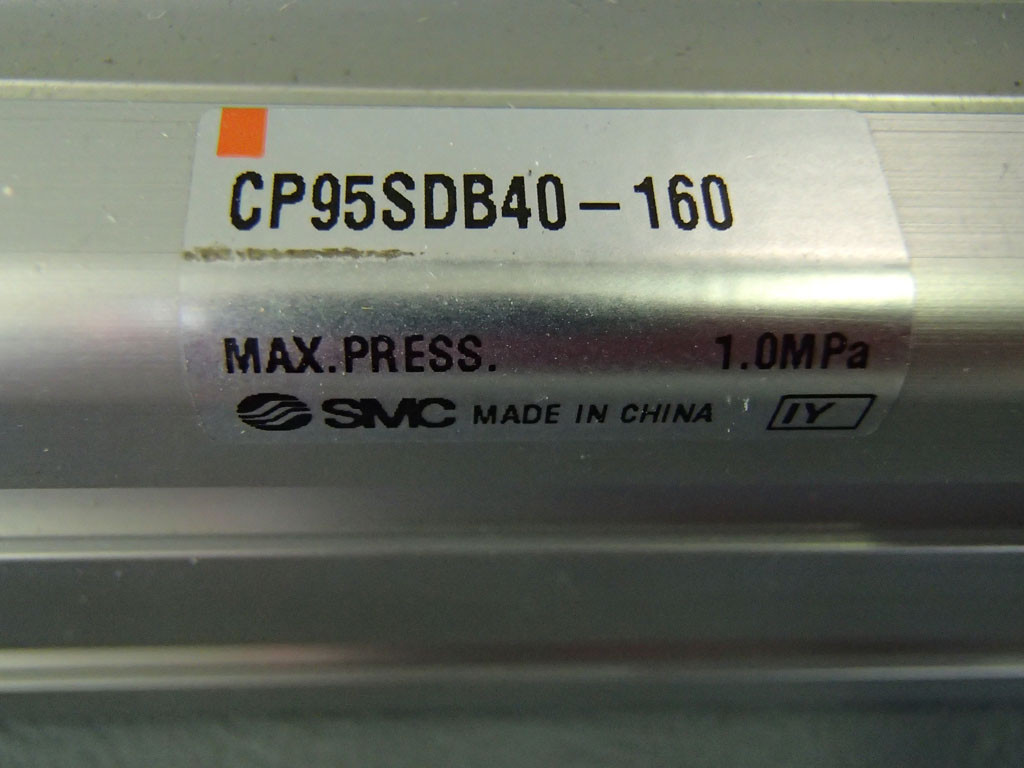 CP95SDB40-160
MAX.PRESS. 1.0MPa
SMC MADE IN CHINA IY